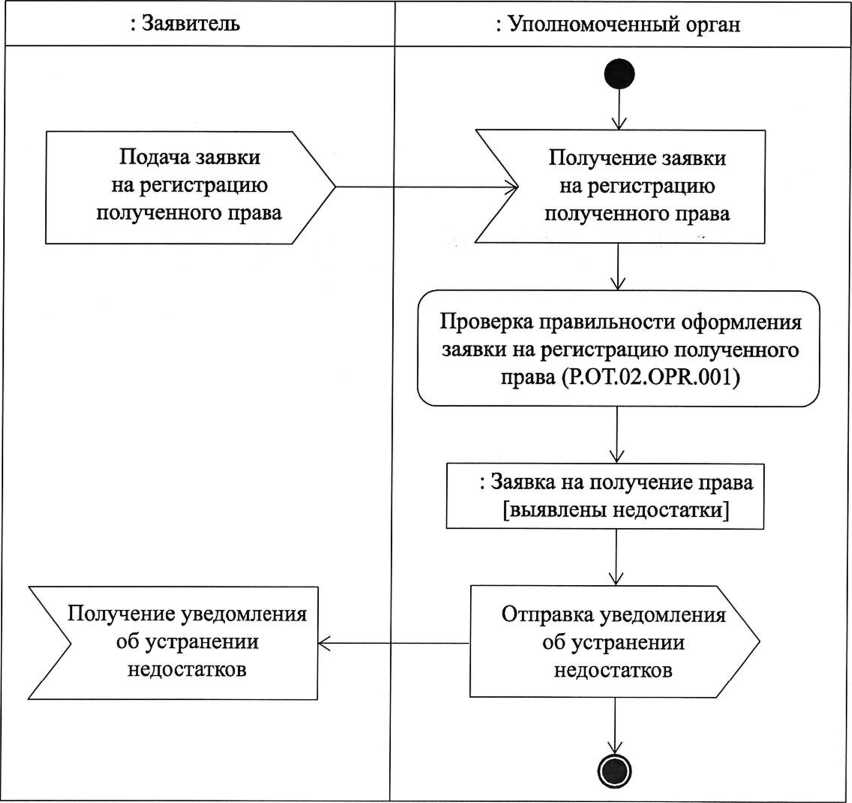 : Заявитель
: Уполномоченный орган
Подача заявки
на регистрацию
полученного права
Получение заявки
на регистрацию
полученного права
Проверка правильности оформления
заявки на регистрацию полученного
права (P.OT.02.OPR.001)
: Заявка на получение права
[выявлены недостатки]
Получение уведомления
об устранении
недостатков
Отправка уведомления
об устранении
недостатков